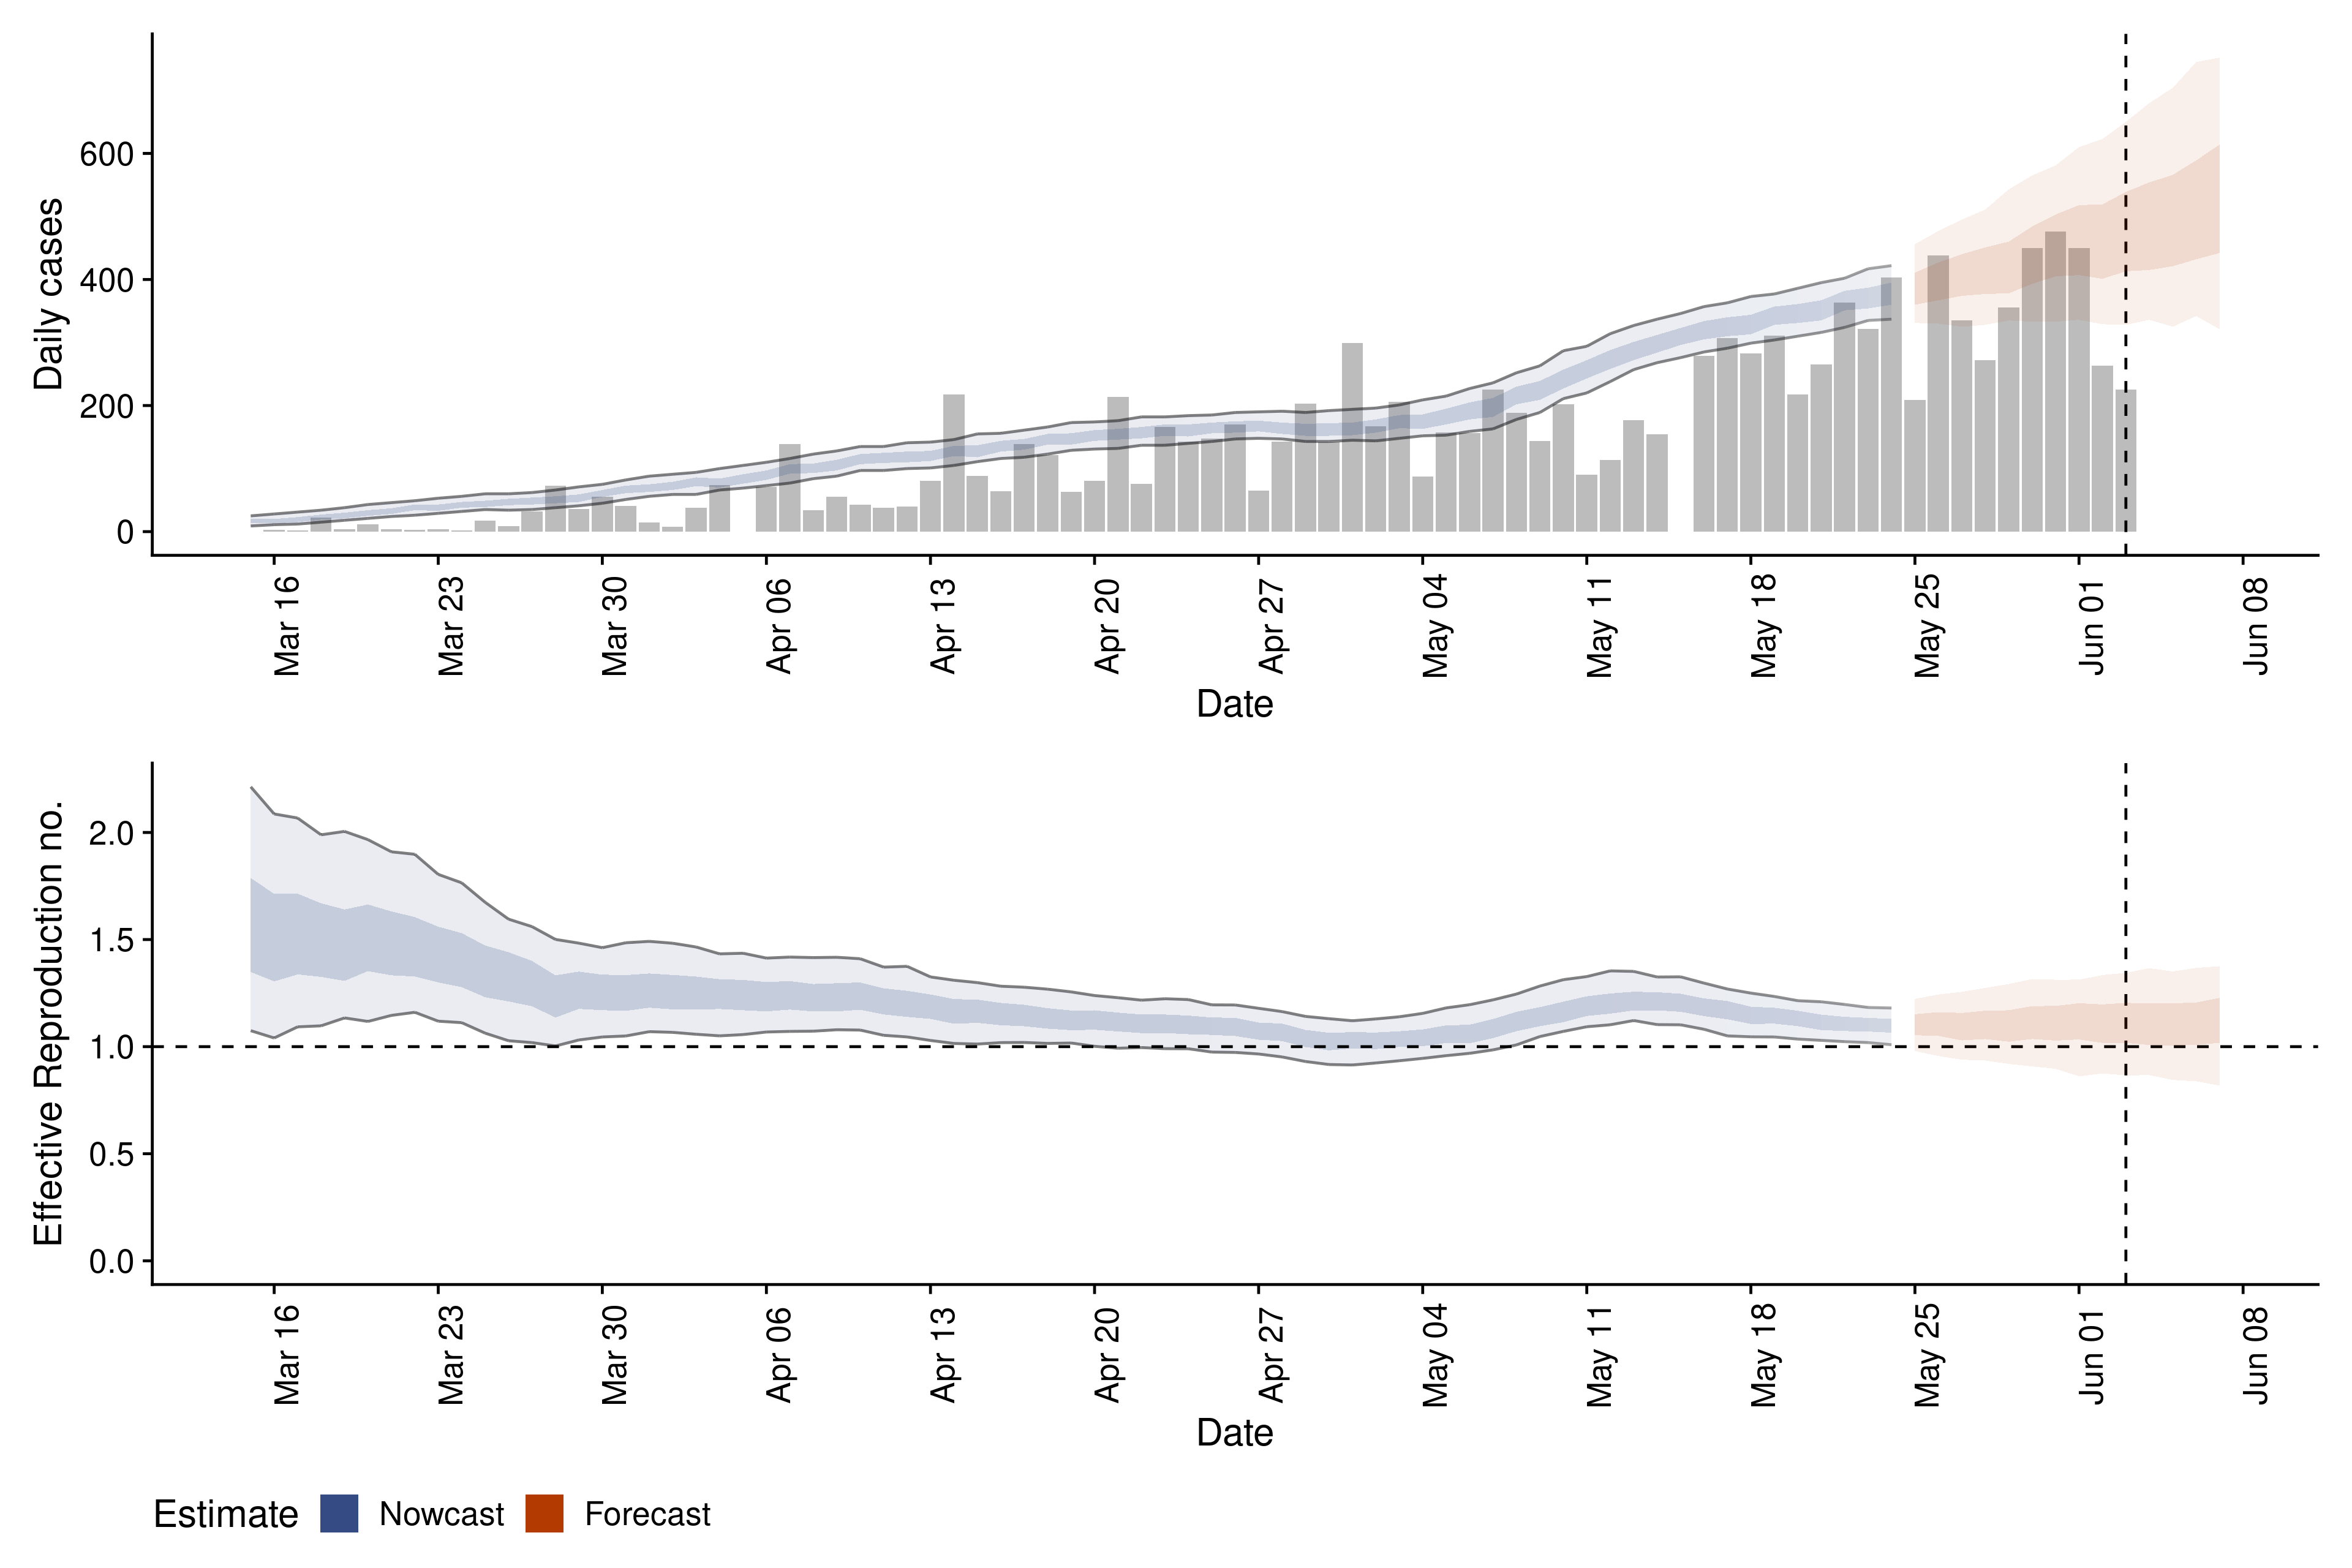 Daily cases
600
400
200
0
Mar 16
Mar 23
Mar 30
Apr 06
Apr 13
Apr 20
Apr 27
May 04
May 11
May 18
May 25
Jun 01
Jun 08
Date
Effective Reproduction no.
2.0
1.5
1.0
0.5
0.0
Mar 16
Mar 23
Mar 30
Apr 06
Apr 13
Apr 20
Apr 27
May 04
May 11
May 18
May 25
Jun 01
Jun 08
Date
Estimate Nowcast Forecast